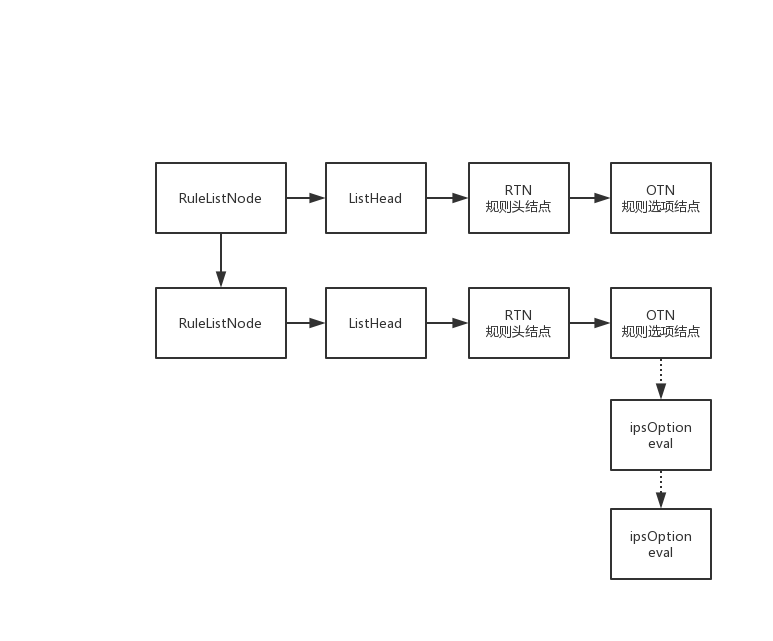 RuleListNode
ListHead
RTN
规则头结点
OTN
规则选项结点
RuleListNode
ListHead
RTN
规则头结点
OTN
规则选项结点
ipsOption
eval
ipsOption
eval